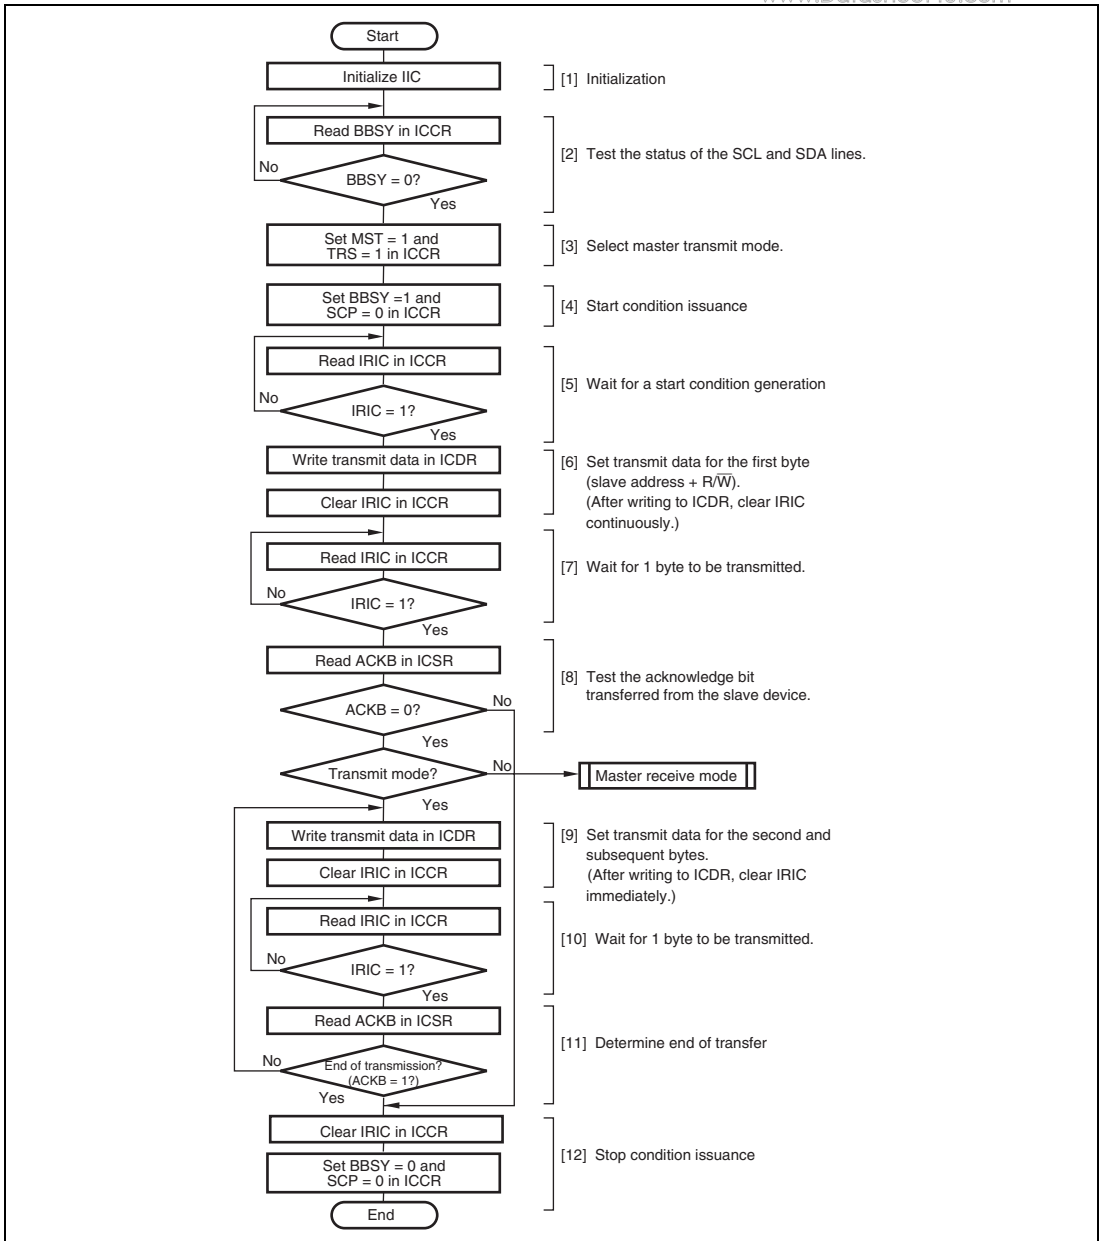 www.DataSheet4U.com
Start
Initialize IIC
[1] Initialization
Read BBSY in ICCR
[2] Test the status of the SCL and SDA lines.
No
BBSY = 0?
Yes
Set MST = 1 and
TRS = 1 in ICCR
[3] Select master transmit mode.
Set BBSY =1 and
SCP = 0 in ICCR
[4] Start condition issuance
Read IRIC in ICCR
[5] Wait for a start condition generation
No
IRIC = 1?
Yes
Write transmit data in ICDR
[6] Set transmit data for the first byte
(slave address + R/W̅).
(After writing to ICDR, clear IRIC
continuously.)
Clear IRIC in ICCR
Read IRIC in ICCR
[7] Wait for 1 byte to be transmitted.
No
IRIC = 1?
Yes
Read ACKB in ICSR
[8] Test the acknowledge bit
transferred from the slave device.
ACKB = 0?
No
Yes
Transmit mode?
No
Master receive mode
Yes
Write transmit data in ICDR
[9] Set transmit data for the second and
subsequent bytes.
(After writing to ICDR, clear IRIC
immediately.)
Clear IRIC in ICCR
Read IRIC in ICCR
[10] Wait for 1 byte to be transmitted.
No
IRIC = 1?
Yes
Read ACKB in ICSR
[11] Determine end of transfer
No
End of transmission?
(ACKB = 1?)
Yes
Clear IRIC in ICCR
[12] Stop condition issuance
Set BBSY = 0 and
SCP = 0 in ICCR
End